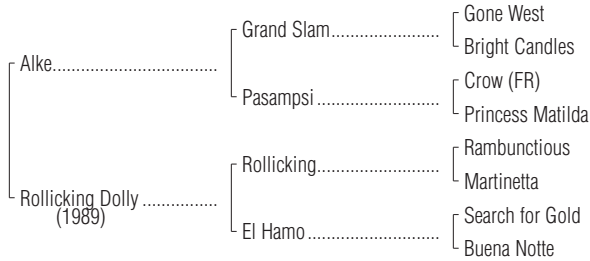 Gone West
Grand Slam..........................
Bright Candles
Alke.......................................
Crow (FR)
Pasampsi.............................
Princess Matilda
Rambunctious
Rollicking.............................
Martinetta
Rollicking Dolly ..................
(1989)
Search for Gold
El Hamo...............................
Buena Notte